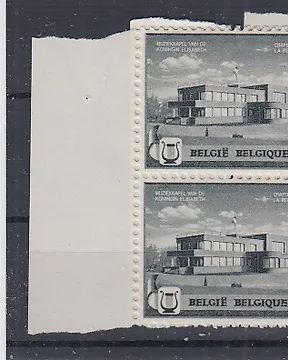 MUZIEKKAPEL VAN DE
KONINGIN ELISABETH
BELGIË BELGIQUE
MUZIEKKAPEL VAN DE
KONINGIN ELISABETH
BELGIË BELGIQUE